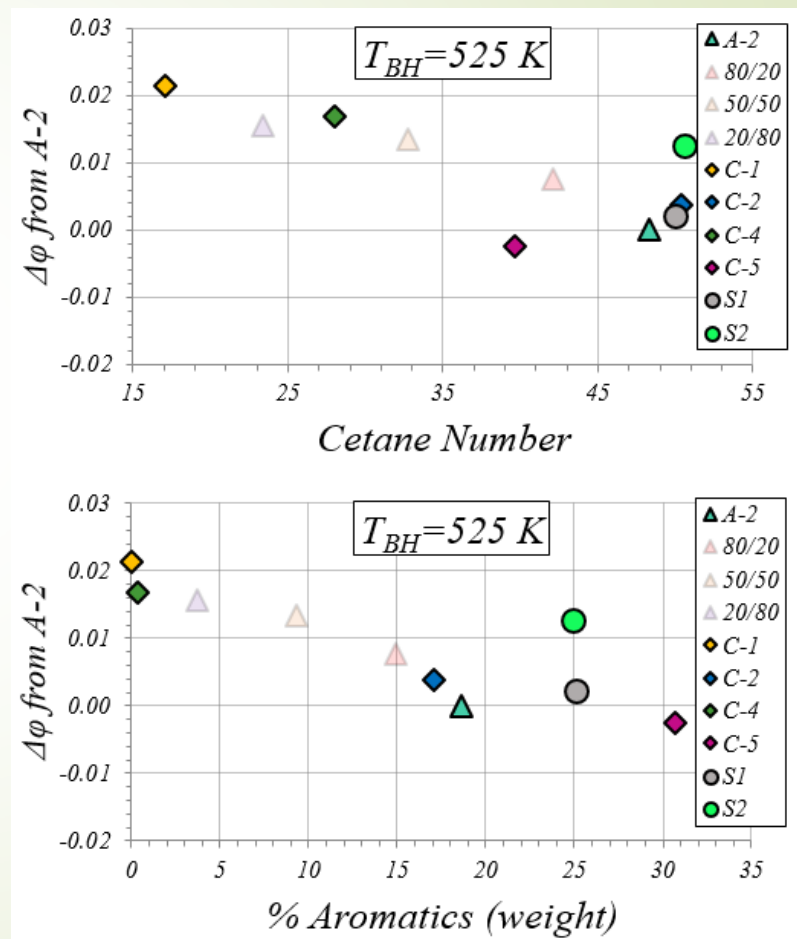 0.03
0.02
0.01
0.00
-0.01
-0.02
Δφ from A-2
T_BH=525 K
A-2
80/20
50/50
20/80
C-1
C-2
C-4
C-5
S1
S2
15 25 35 45 55
Cetane Number
0.03
0.02
0.01
0.00
-0.01
-0.02
Δφ from A-2
T_BH=525 K
A-2
80/20
50/50
20/80
C-1
C-2
C-4
C-5
S1
S2
0 5 10 15 20 25 30 35
% Aromatics (weight)